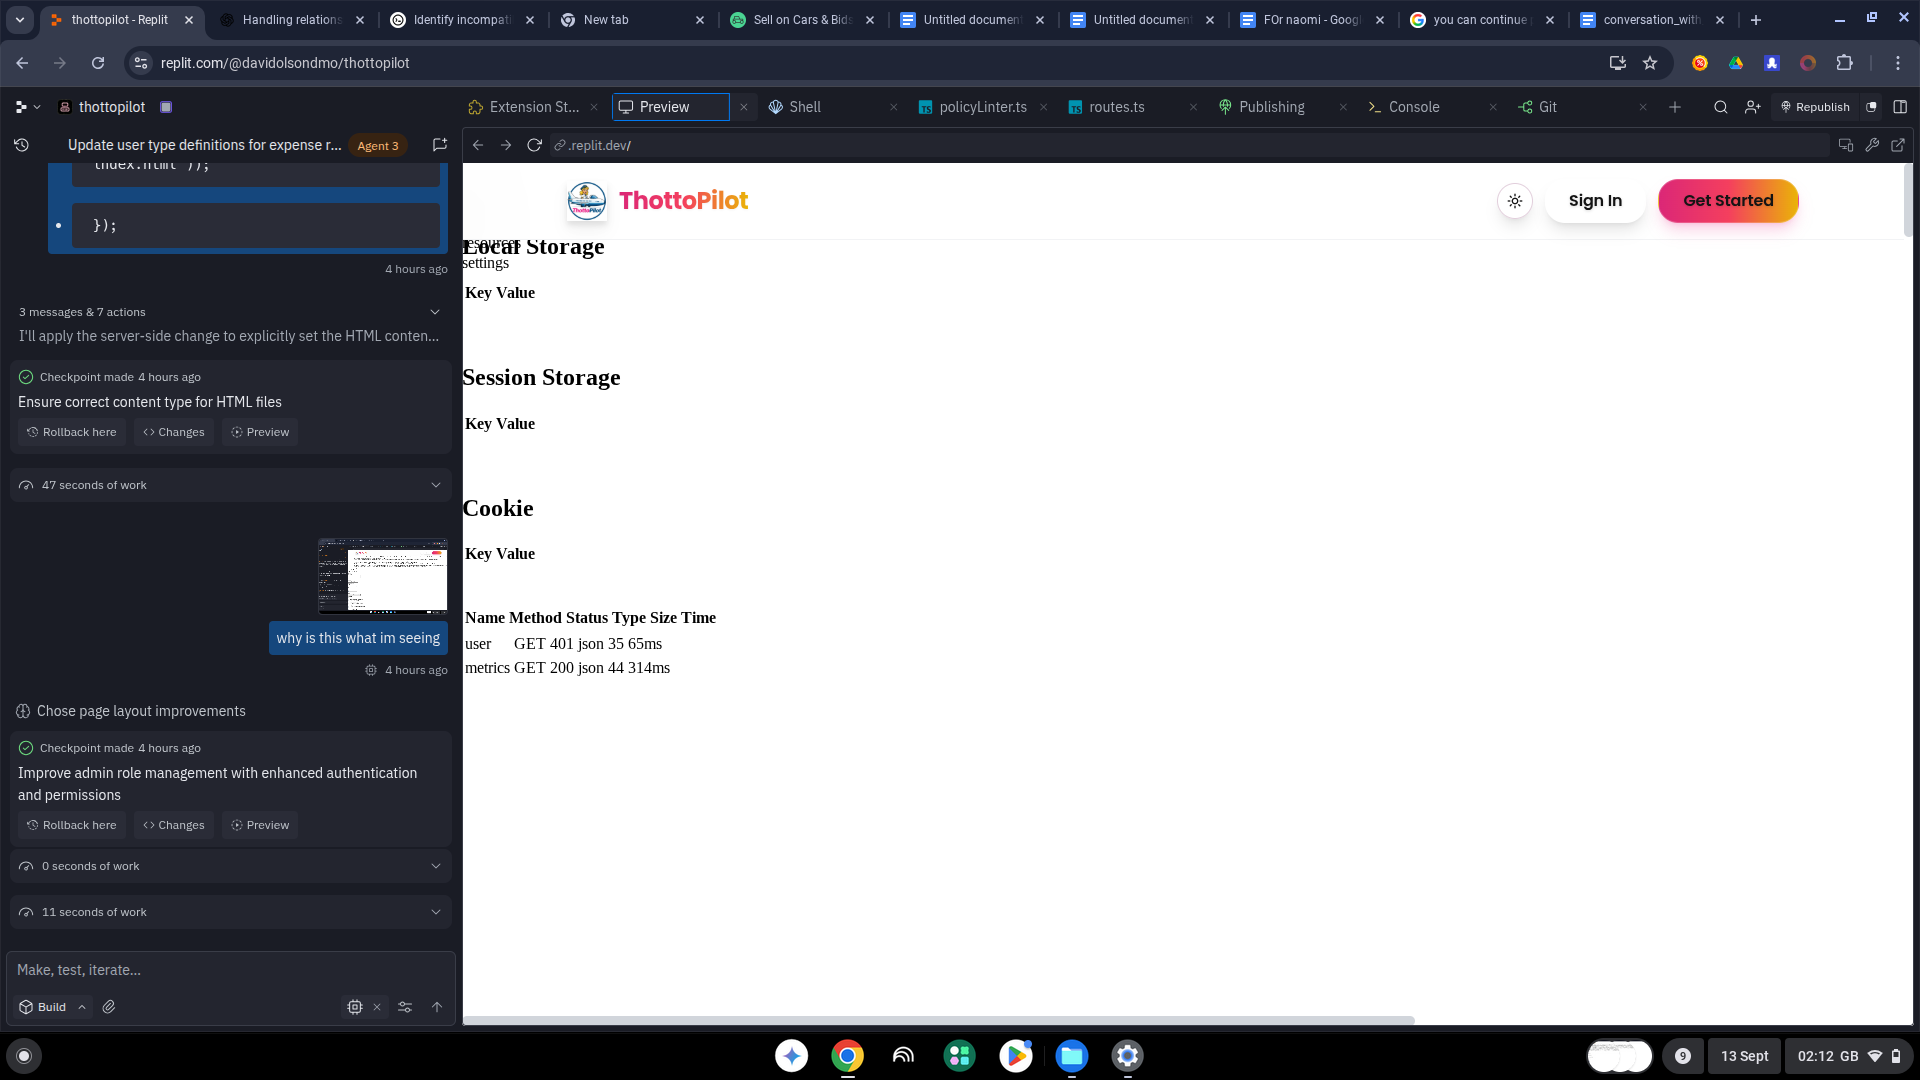 thottopilot - Replit
Handling relations
Identify incompati
New tab
Sell on Cars & Bids
Untitled document
Untitled document
FOr naomi - Googl
you can continue
conversation_with
replit.com/@davidolsondmo/thottopilot
thottopilot
Extension St...
Preview
Shell
policyLinter.ts
routes.ts
Publishing
Console
Git
Republish
Update user type definitions for expense r...
Agent 3
.replit.dev/
index.html'));
});
4 hours ago
3 messages & 7 actions
I'll apply the server-side change to explicitly set the HTML conten...
Checkpoint made 4 hours ago
Ensure correct content type for HTML files
Rollback here
Changes
Preview
47 seconds of work
why is this what im seeing
4 hours ago
Chose page layout improvements
Checkpoint made 4 hours ago
Improve admin role management with enhanced authentication
and permissions
Rollback here
Changes
Preview
0 seconds of work
11 seconds of work
Make, test, iterate...
Build
ThottoPilot
ThottoPilot
Sign In
Get Started
resources
Local Storage
settings
Key Value
Session Storage
Key Value
Cookie
Key Value
Name Method Status Type Size Time
user GET 401 json 35 65ms
metrics GET 200 json 44 314ms
9
13 Sept
02:12 GB